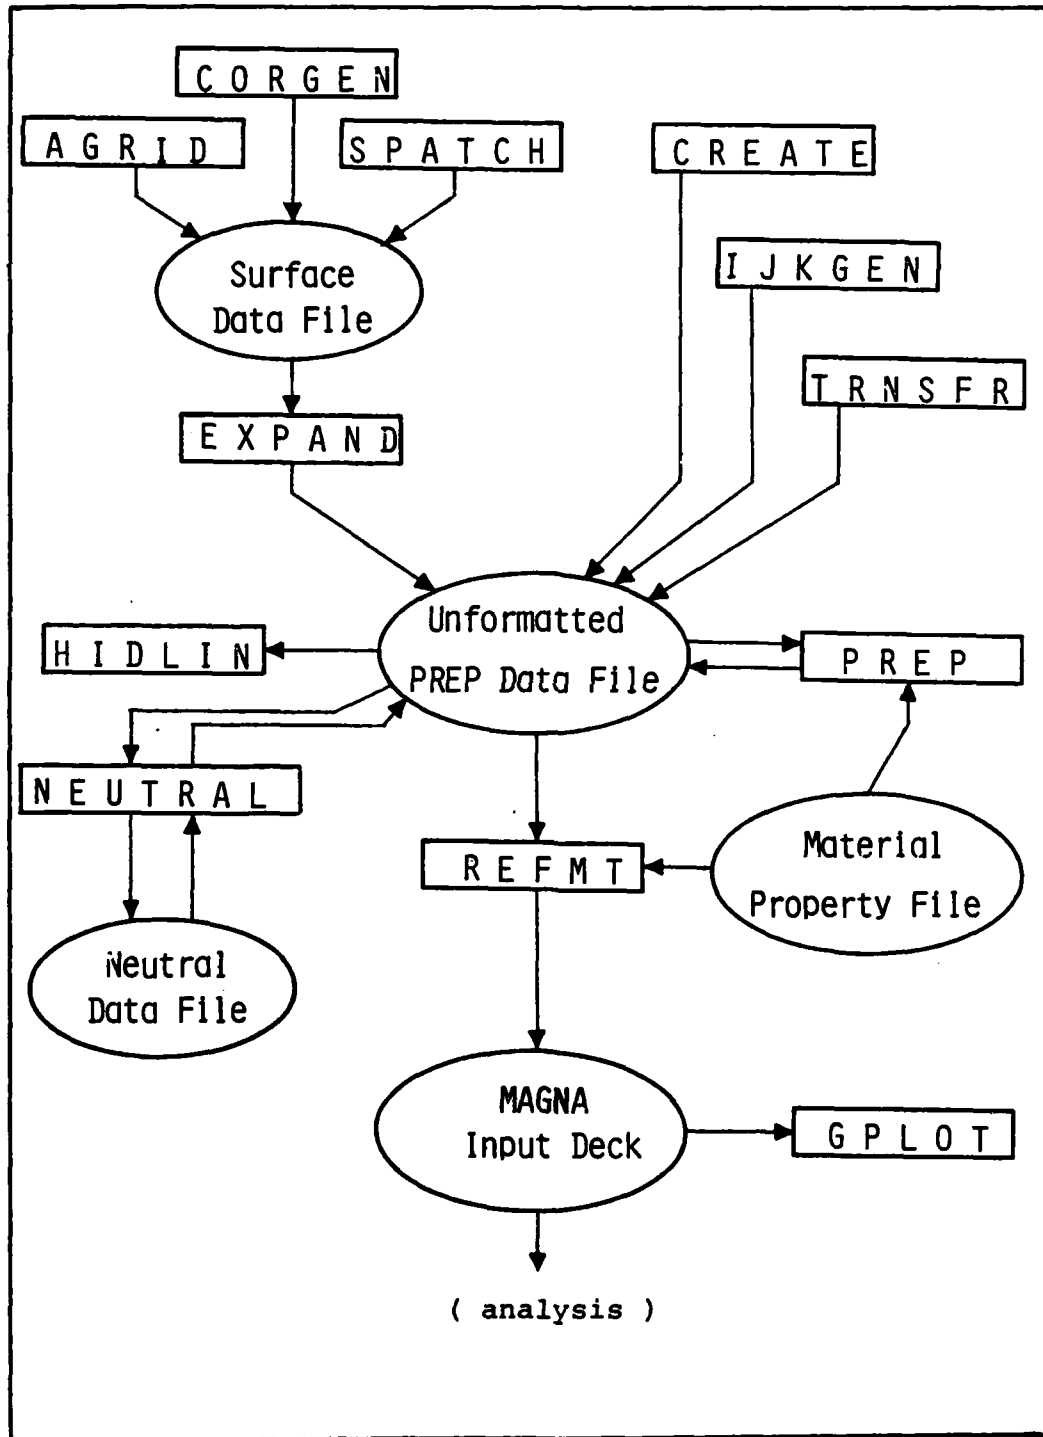 CORGEN
AGRID
SPATCH
CREATE
Surface
Data File
IJKGEN
TRNSFR
EXPAND
Unformatted
PREP Data File
HIDLIN
PREP
NEUTRAL
REFMT
Material
Property File
Neutral
Data File
MAGNA
Input Deck
GPLOT
( analysis )